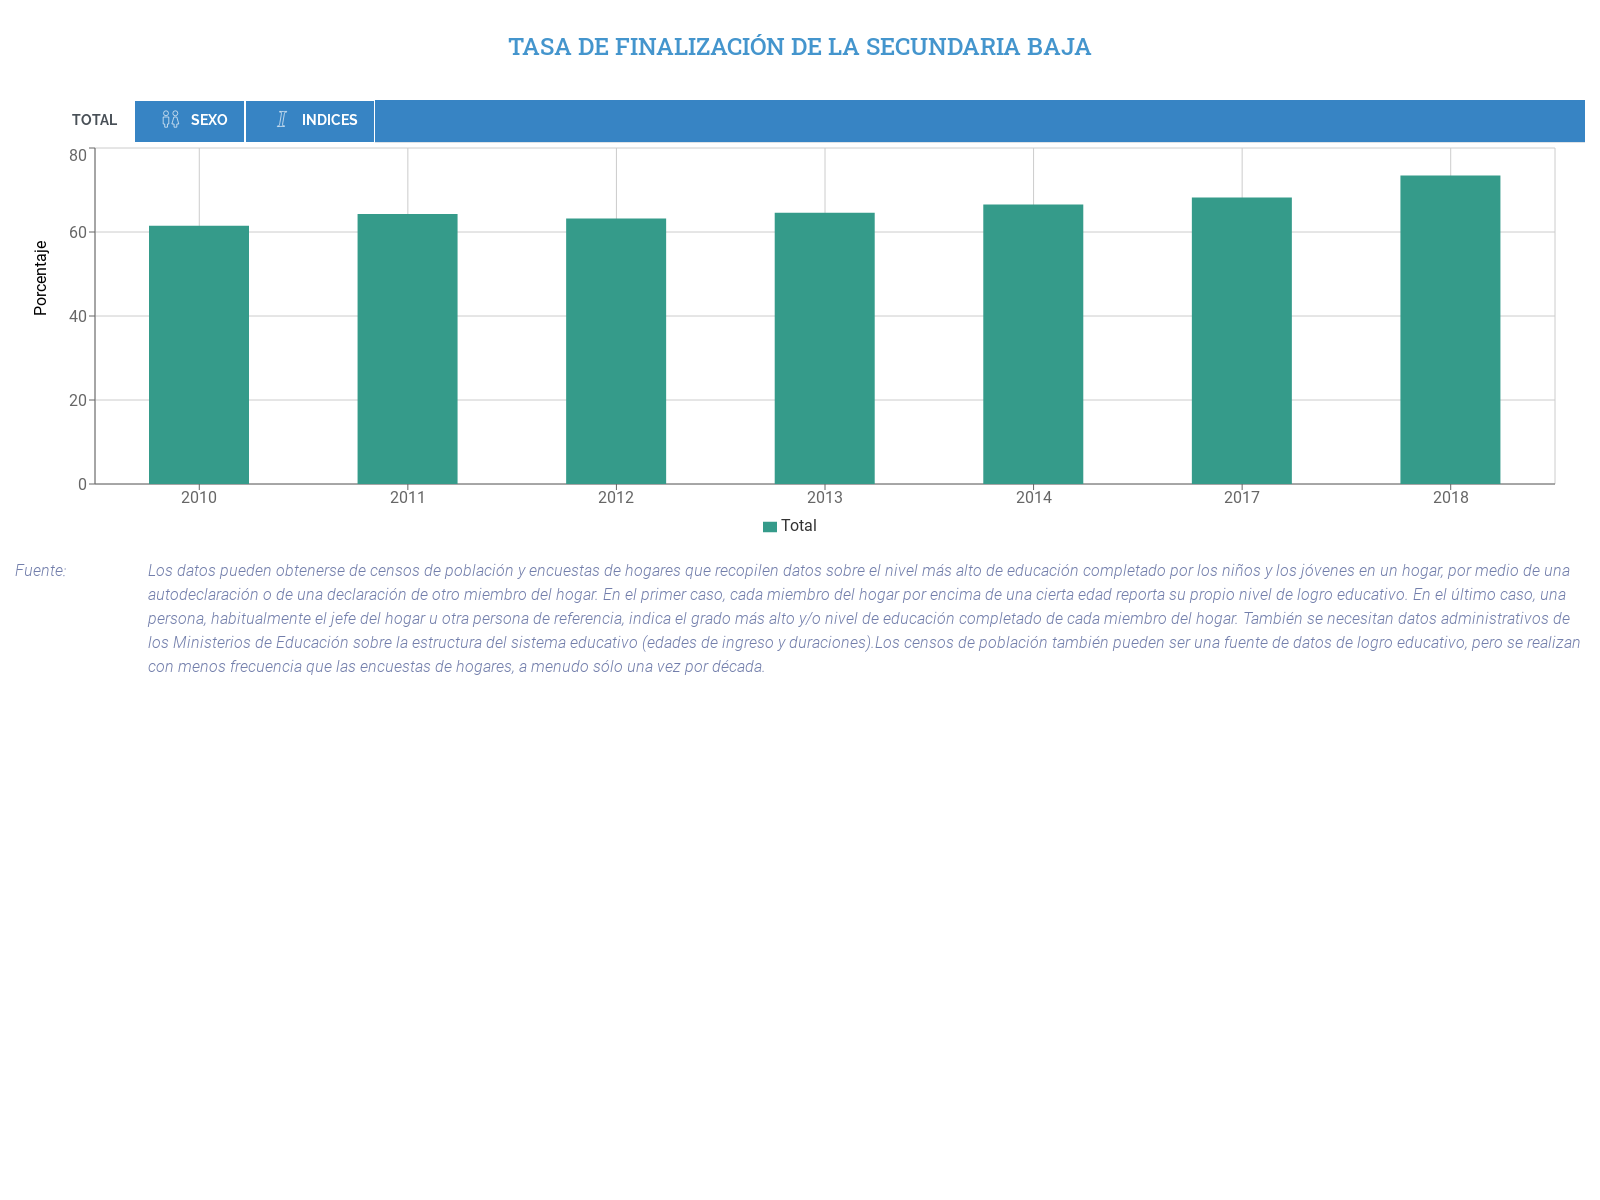 TASA DE FINALIZACIÓN DE LA SECUNDARIA BAJA
TOTAL SEXO INDICES
80
60
40
20
0
Porcentaje
2010 2011 2012 2013 2014 2017 2018
Total
Fuente: Los datos pueden obtenerse de censos de población y encuestas de hogares que recopilen datos sobre el nivel más alto de educación completado por los niños y los jóvenes en un hogar, por medio de una
autodeclaración o de una declaración de otro miembro del hogar. En el primer caso, cada miembro del hogar por encima de una cierta edad reporta su propio nivel de logro educativo. En el último caso, una
persona, habitualmente el jefe del hogar u otra persona de referencia, indica el grado más alto y/o nivel de educación completado de cada miembro del hogar. También se necesitan datos administrativos de
los Ministerios de Educación sobre la estructura del sistema educativo (edades de ingreso y duraciones).Los censos de población también pueden ser una fuente de datos de logro educativo, pero se realizan
con menos frecuencia que las encuestas de hogares, a menudo sólo una vez por década.